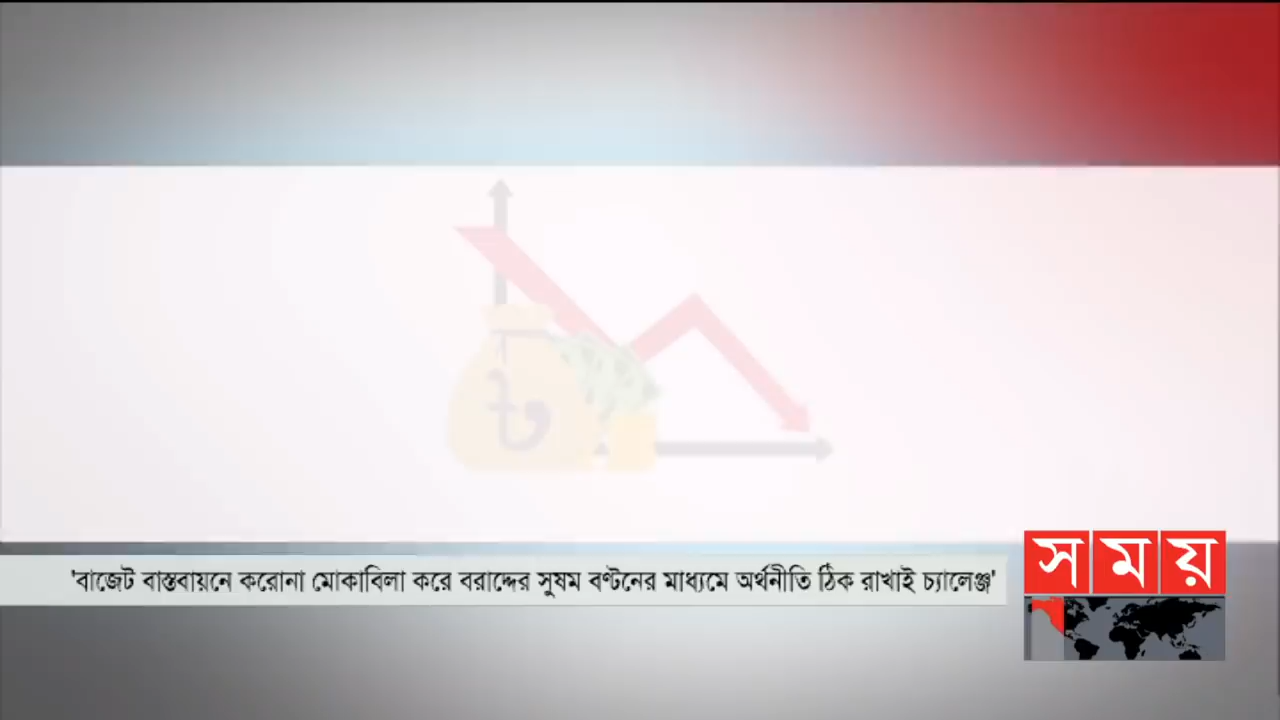 ৳
'বাজেট বাস্তবায়নে করোনা মোকাবিলা করে বরাদ্দের সুষম বণ্টনের মাধ্যমে অর্থনীতি ঠিক রাখাই চ্যালেঞ্জ'
সময়